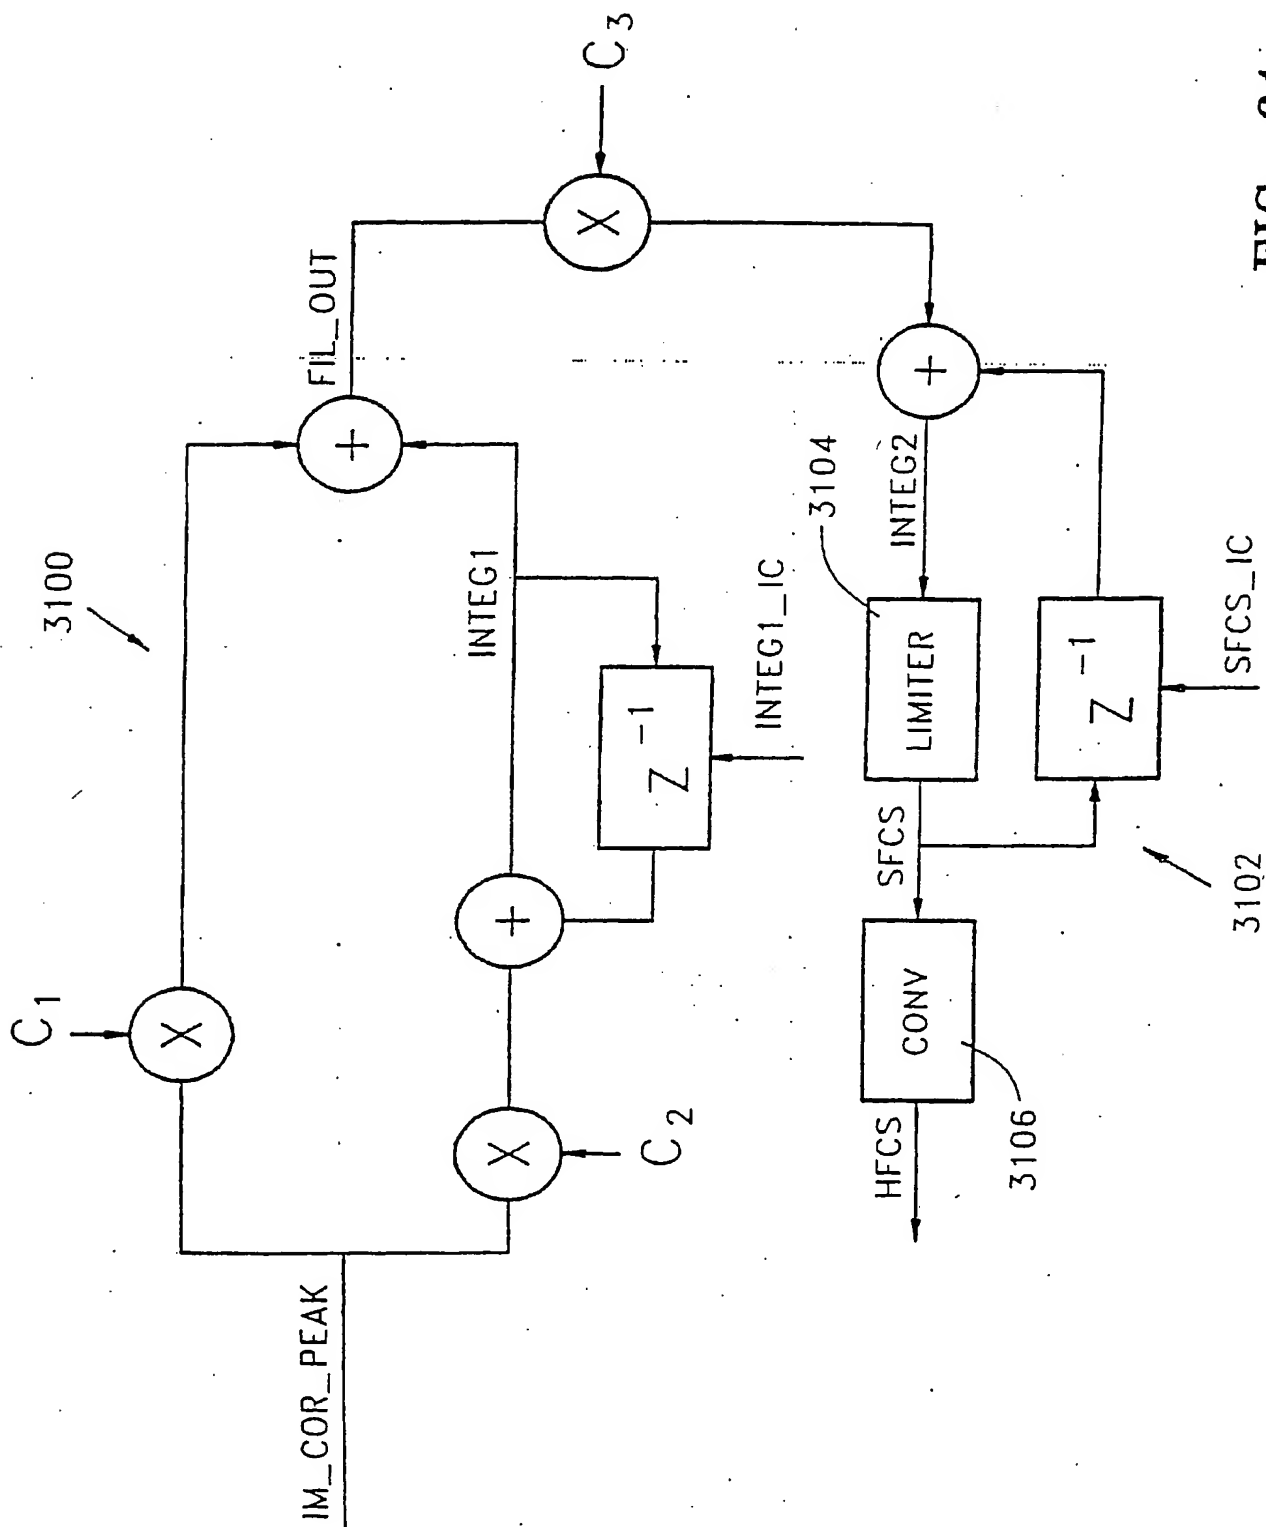 C1
3100
X
IM_COR_PEAK
FIL_OUT
+
INTEG1
X
+
X
C3
C2
Z-1
INTEG1_IC
3104
HFCS
SFCS
INTEG2
CONV
LIMITER
+
3106
Z-1
3102
SFCS_IC
FIG.